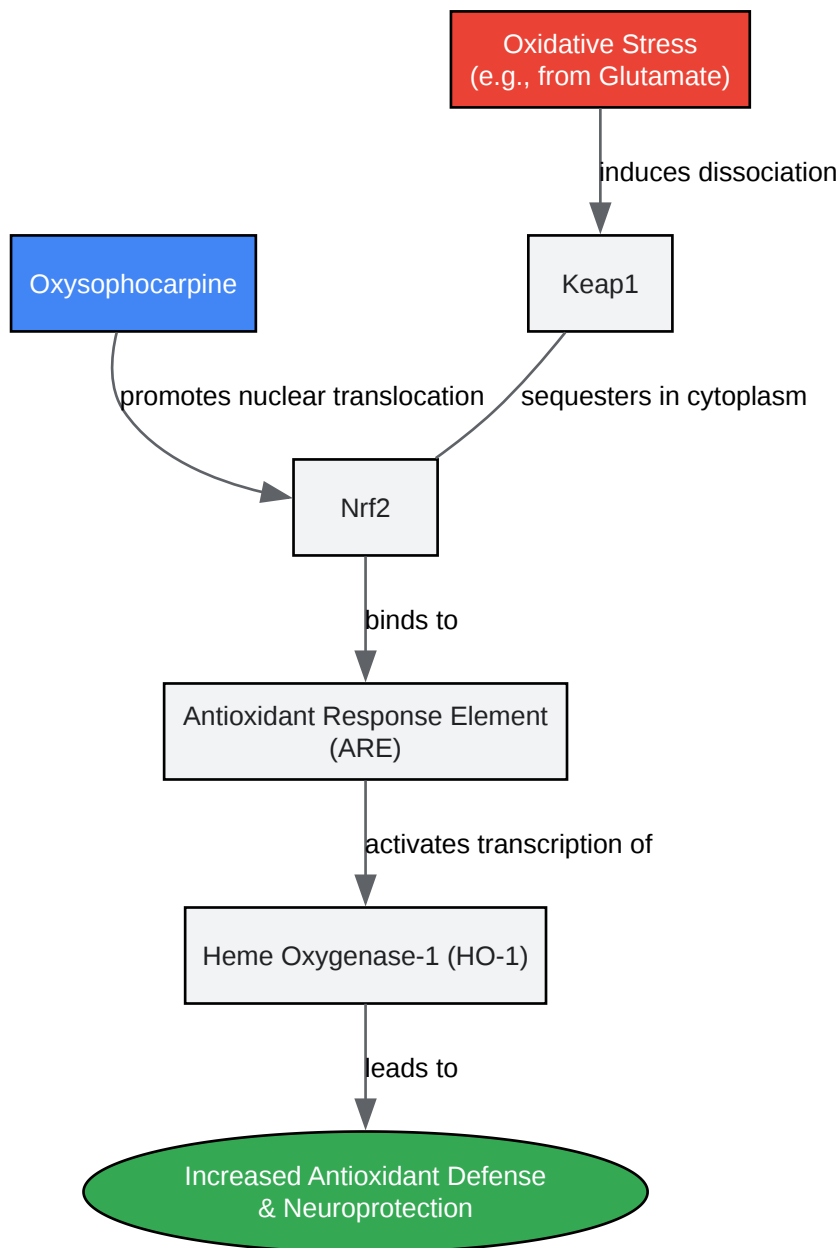 Oxidative Stress
(e.g., from Glutamate)
induces dissociation
Oxysophocarpine
Keap1
promotes nuclear translocation
sequesters in cytoplasm
Nrf2
binds to
Antioxidant Response Element
(ARE)
activates transcription of
Heme Oxygenase-1 (HO-1)
leads to
Increased Antioxidant Defense
& Neuroprotection